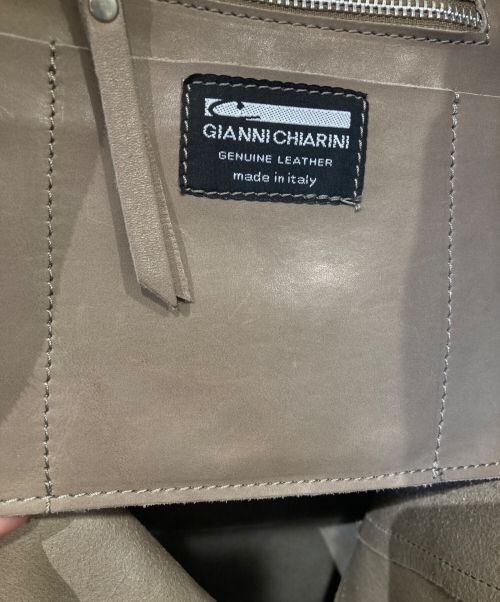 GIANNI CHIARINI
GENUINE LEATHER
made in italy